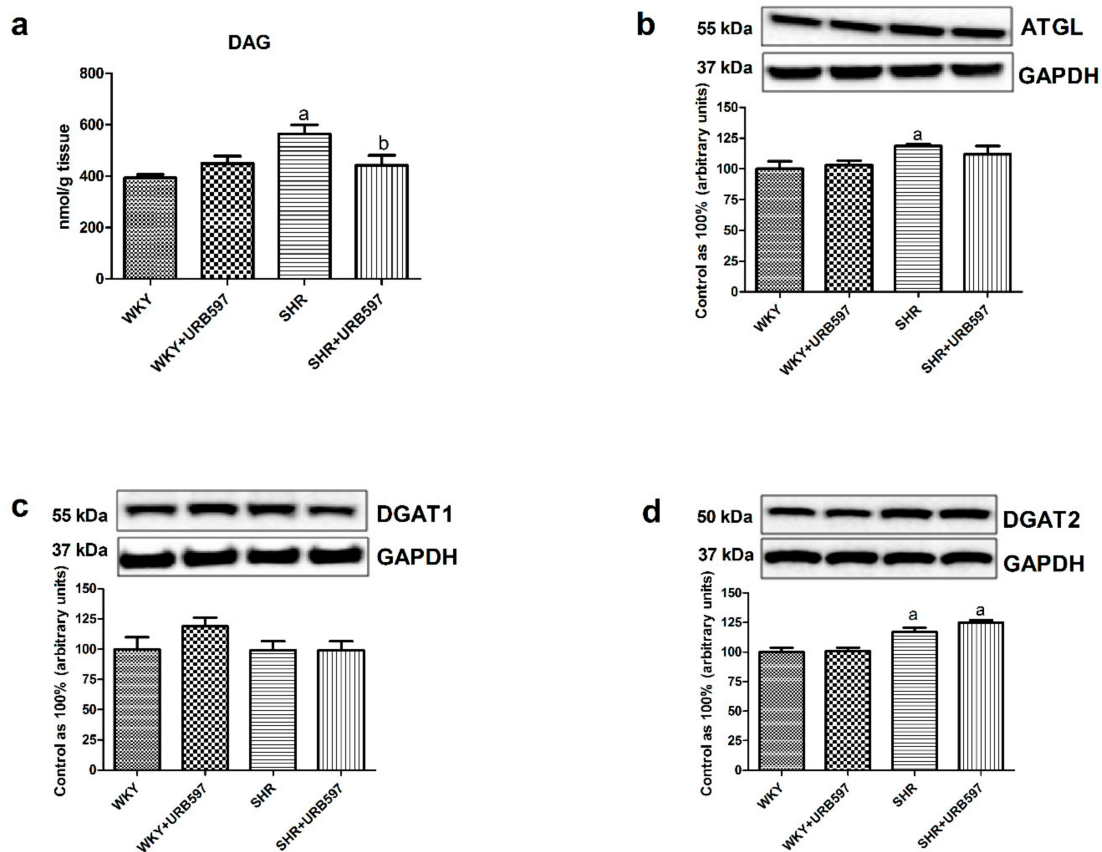 a
DAG
nmol/g tissue
800
600
400
200
0
a
b
WKY
WKY+URB597
SHR
SHR+URB597
b
55 kDa
ATGL
37 kDa
GAPDH
Control as 100% (arbitrary units)
150
125
100
75
50
25
0
a
WKY
WKY+URB597
SHR
SHR+URB597
c
55 kDa
DGAT1
37 kDa
GAPDH
Control as 100% (arbitrary units)
150
125
100
75
50
25
0
WKY
WKY+URB597
SHR
SHR+URB597
d
50 kDa
DGAT2
37 kDa
GAPDH
Control as 100% (arbitrary units)
150
125
100
75
50
25
0
a
a
WKY
WKY+URB597
SHR
SHR+URB597